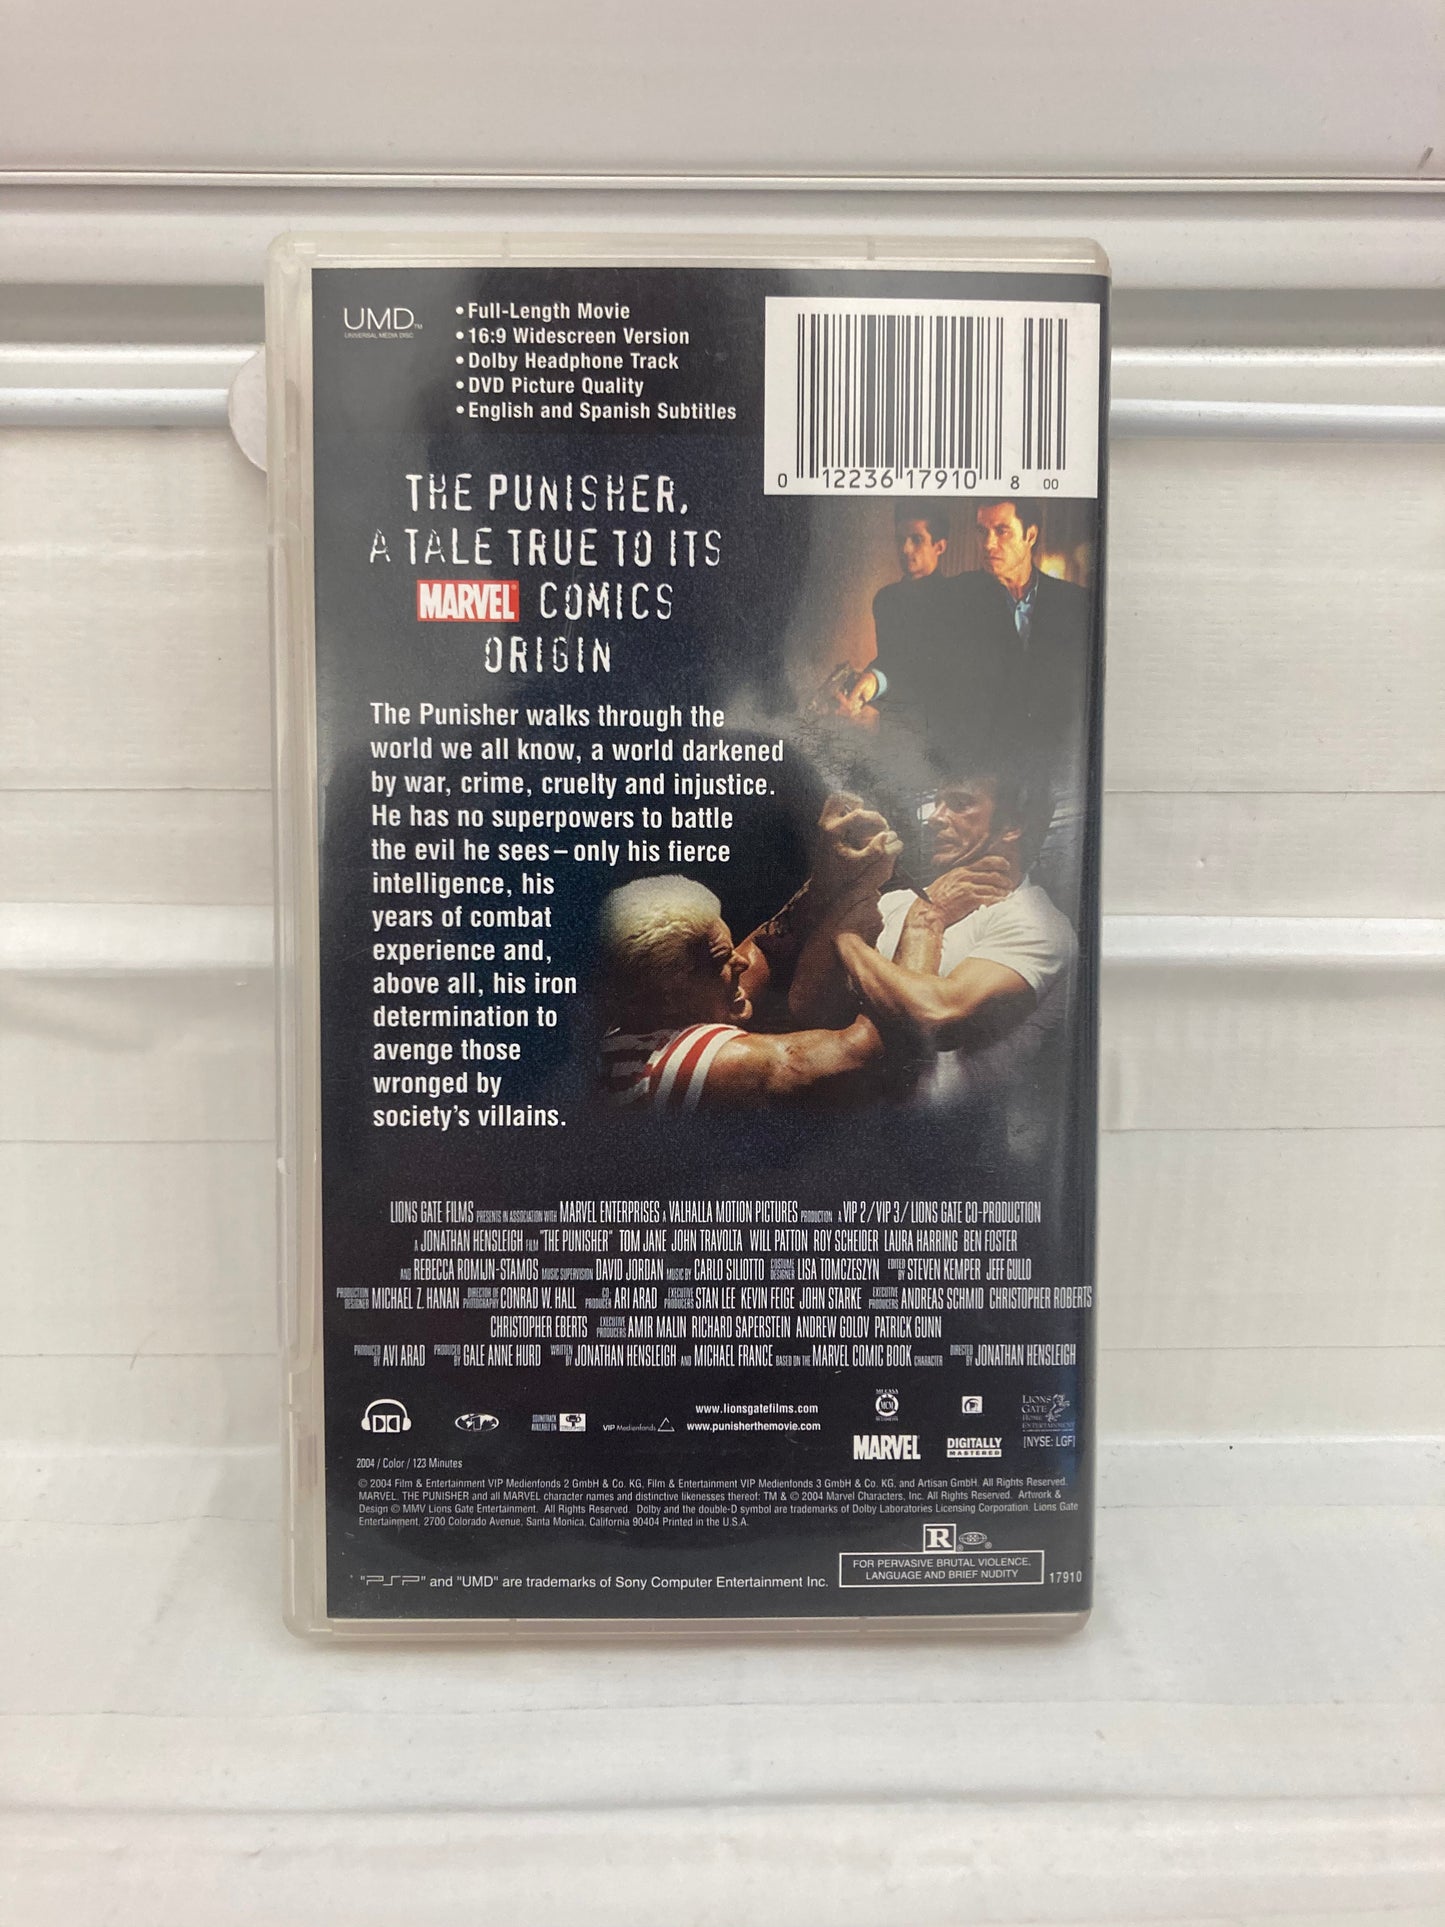 UMD™
UNIVERSAL MEDIA DISC
• Full-Length Movie
• 16:9 Widescreen Version
• Dolby Headphone Track
• DVD Picture Quality
• English and Spanish Subtitles
0 12236 17910 8 00
THE PUNISHER,
A TALE TRUE TO ITS
MARVEL COMICS
ORIGIN
The Punisher walks through the
world we all know, a world darkened
by war, crime, cruelty and injustice.
He has no superpowers to battle
the evil he sees – only his fierce
intelligence, his
years of combat
experience and,
above all, his iron
determination to
avenge those
wronged by
society's villains.
LIONS GATE FILMS PRESENTS IN ASSOCIATION WITH MARVEL ENTERPRISES A VALHALLA MOTION PICTURES PRODUCTION A VIP 2/VIP 3/ LIONS GATE CO-PRODUCTION
A JONATHAN HENSLEIGH FILM "THE PUNISHER" TOM JANE JOHN TRAVOLTA WILL PATTON ROY SCHEIDER LAURA HARRING BEN FOSTER
AND REBECCA ROMIJN-STAMOS MUSIC SUPERVISION DAVID JORDAN MUSIC BY CARLO SILIOTTO COSTUME DESIGNER LISA TOMCZESZYN EDITED BY STEVEN KEMPER JEFF GULLO
PRODUCTION DESIGNER MICHAEL Z. HANAN DIRECTOR OF PHOTOGRAPHY CONRAD W. HALL CO-PRODUCER ARI ARAD EXECUTIVE PRODUCERS STAN LEE KEVIN FEIGE JOHN STARKE EXECUTIVE PRODUCERS ANDREAS SCHMID CHRISTOPHER ROBERTS
CHRISTOPHER EBERTS EXECUTIVE PRODUCERS AMIR MALIN RICHARD SAPERSTEIN ANDREW GOLOV PATRICK GUNN
PRODUCED BY AVI ARAD PRODUCED BY GALE ANNE HURD WRITTEN BY JONATHAN HENSLEIGH AND MICHAEL FRANCE BASED ON THE MARVEL COMIC BOOK CHARACTER DIRECTED BY JONATHAN HENSLEIGH
SOUNDTRACK AVAILABLE ON
VIP Medienfonds
www.lionsgatefilms.com
www.punisherthemovie.com
MARVEL
DIGITALLY
MASTERED
LIONS
GATE
HOME
ENTERTAINMENT
[NYSE: LGF]
2004 / Color / 123 Minutes
© 2004 Film & Entertainment VIP Medienfonds 2 GmbH & Co. KG, Film & Entertainment VIP Medienfonds 3 GmbH & Co. KG, and Artisan GmbH. All Rights Reserved.
MARVEL, THE PUNISHER and all MARVEL character names and distinctive likenesses thereof: TM & © 2004 Marvel Characters, Inc. All Rights Reserved. Artwork &
Design © MMV Lions Gate Entertainment. All Rights Reserved. Dolby and the double-D symbol are trademarks of Dolby Laboratories Licensing Corporation. Lions Gate
Entertainment. 2700 Colorado Avenue, Santa Monica, California 90404 Printed in the U.S.A.
R
FOR PERVASIVE BRUTAL VIOLENCE,
LANGUAGE AND BRIEF NUDITY
17910
"PSP" and "UMD" are trademarks of Sony Computer Entertainment Inc.